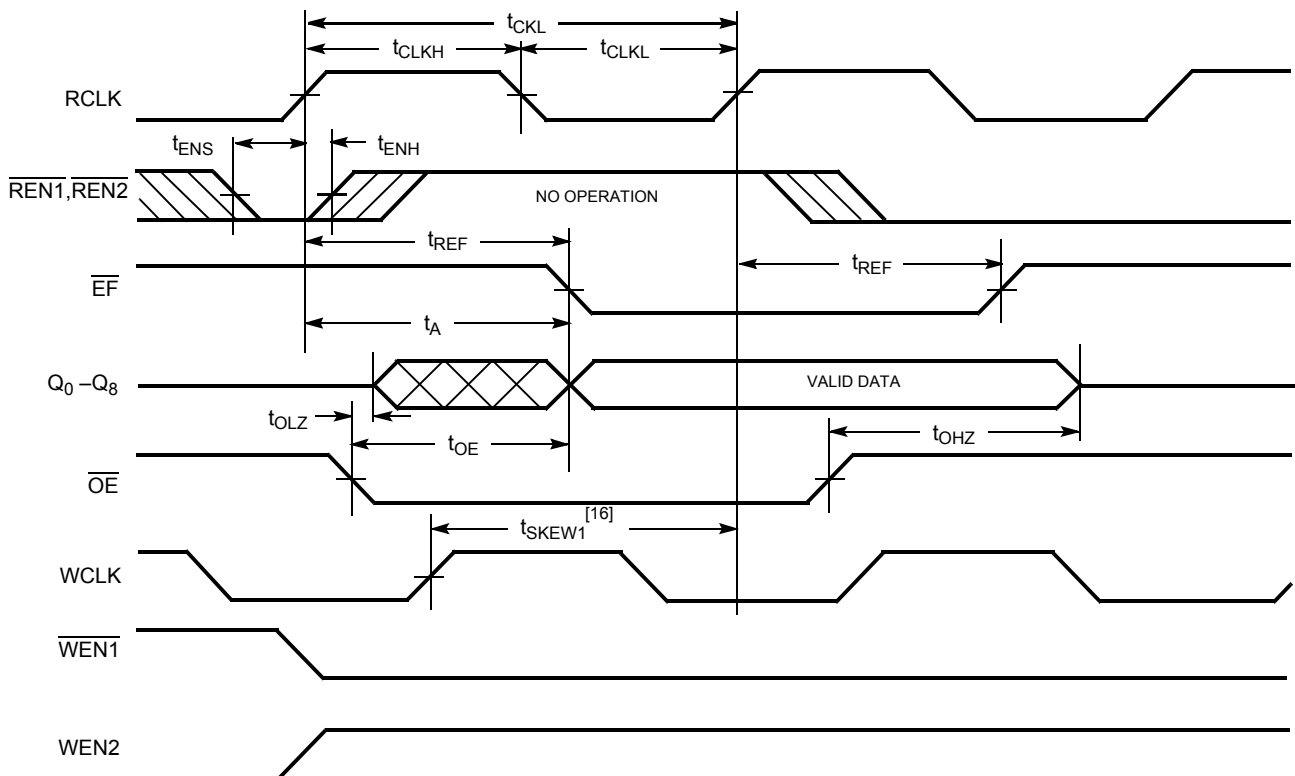 tCKL
tCLKH
tCLKL
RCLK
tENS
tENH
REN1,REN2
NO OPERATION
tREF
tREF
EF
tA
Q0 –Q8
VALID DATA
tOLZ
tOE
tOHZ
OE
tSKEW1[16]
WCLK
WEN1
WEN2